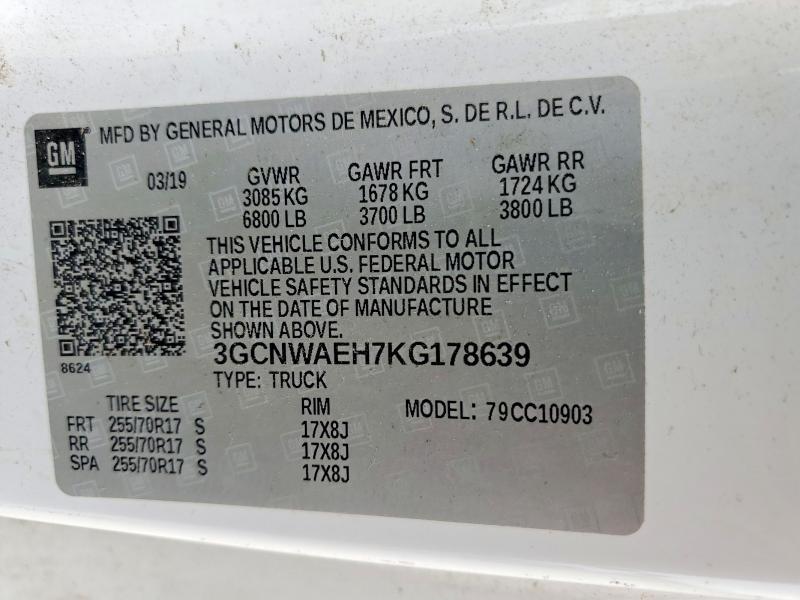 GM
MFD BY GENERAL MOTORS DE MEXICO, S. DE R.L. DE C.V.
03/19 GVWR GAWR FRT GAWR RR
3085 KG 1678 KG 1724 KG
6800 LB 3700 LB 3800 LB
THIS VEHICLE CONFORMS TO ALL
APPLICABLE U.S. FEDERAL MOTOR
VEHICLE SAFETY STANDARDS IN EFFECT
ON THE DATE OF MANUFACTURE
SHOWN ABOVE.
3GCNWAEH7KG178639
8624
TYPE: TRUCK
TIRE SIZE RIM MODEL: 79CC10903
FRT 255/70R17 S 17X8J
RR 255/70R17 S 17X8J
SPA 255/70R17 S 17X8J